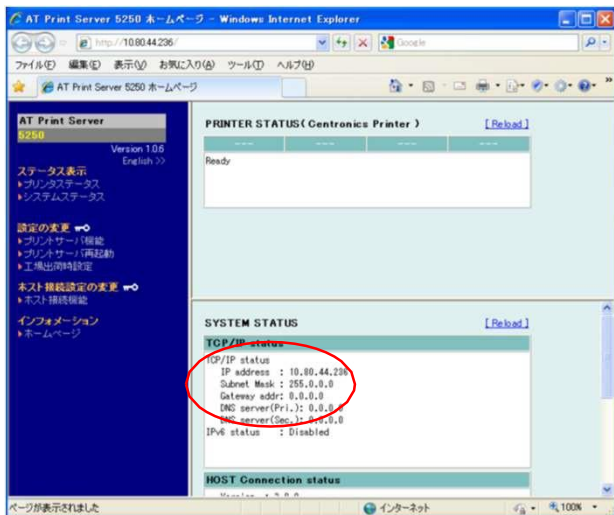 AT Print Server 5250 ホームページ - Windows Internet Explorer
http://10.80.44.236/
Google
ファイル(F) 編集(E) 表示(V) お気に入り(A) ツール(T) ヘルプ(H)
AT Print Server 5250 ホームページ
AT Print Server
5250
Version 1.0.6
English >>
ステータス表示
プリンタステータス
システムステータス
設定の変更
プリントサーバ機能
プリントサーバ再起動
工場出荷時設定
ホスト接続設定の変更
ホスト接続機能
インフォメーション
ホームページ
PRINTER STATUS( Centronics Printer ) [ Reload ]
--- --- --- ---
Ready
SYSTEM STATUS [ Reload ]
TCP/IP status
TCP/IP status
IP address : 10.80.44.236
Subnet Mask : 255.0.0.0
Gateway addr: 0.0.0.0
DNS server(Pri.): 0.0.0.0
DNS server(Sec.): 0.0.0.0
IPv6 status : Disabled
HOST Connection status
ページが表示されました インターネット 100%